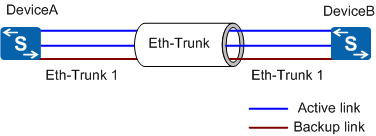 DeviceA
DeviceB
S
Eth-Trunk
S
Eth-Trunk 1
Eth-Trunk 1
Active link
Backup link